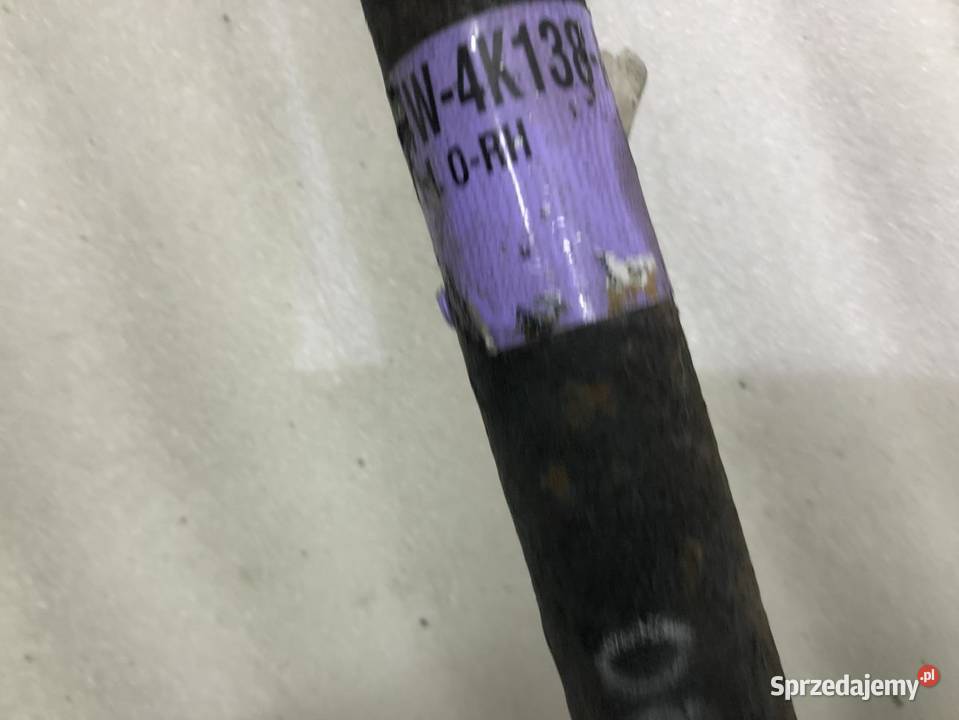 W-4K138-
0-RH
O
Sprzedajemy.pl